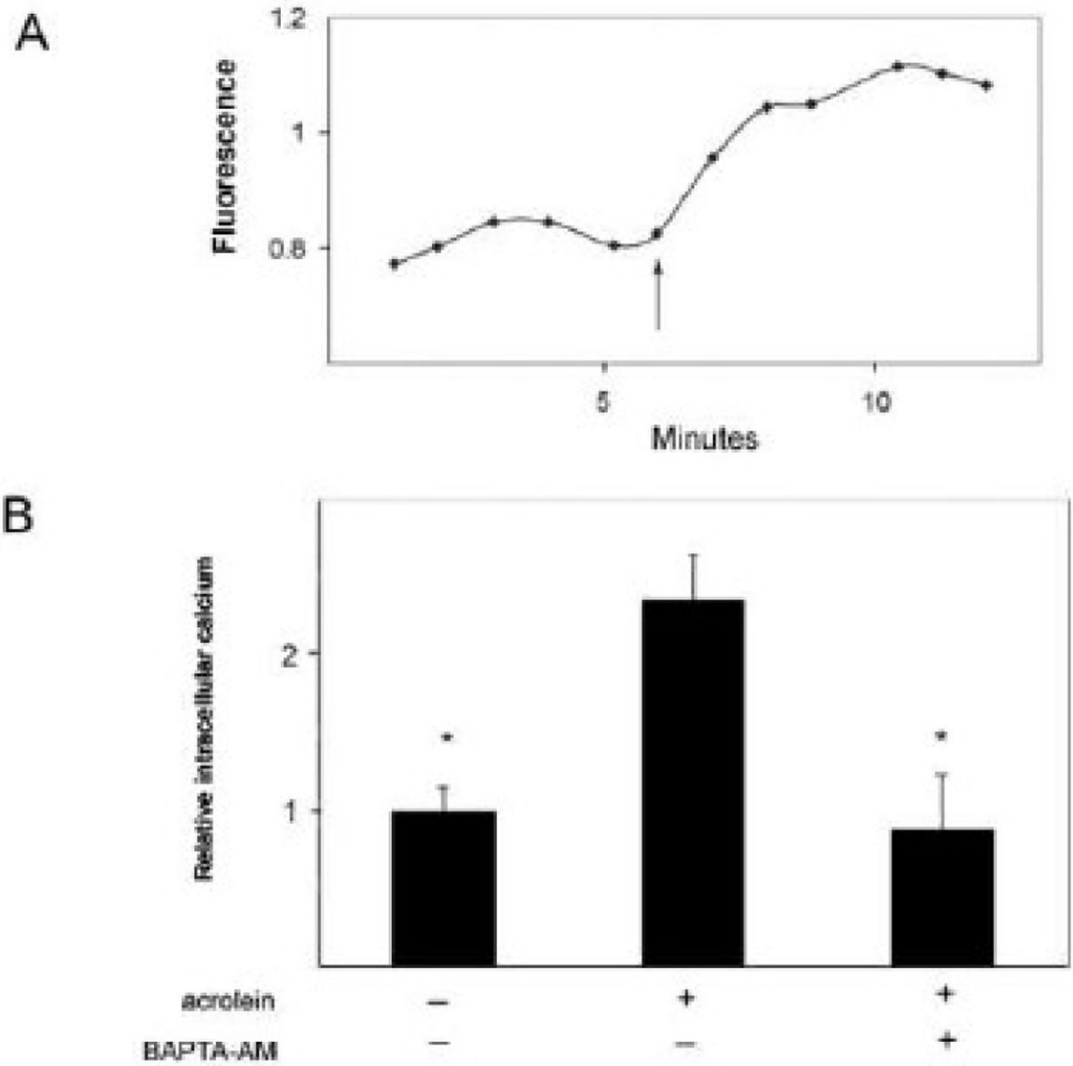 A
Fluorescence
1.2
1
0.8
5
10
Minutes
B
Relative intracellular calcium
2
1
*
*
acrolein − + +
BAPTA-AM − − +